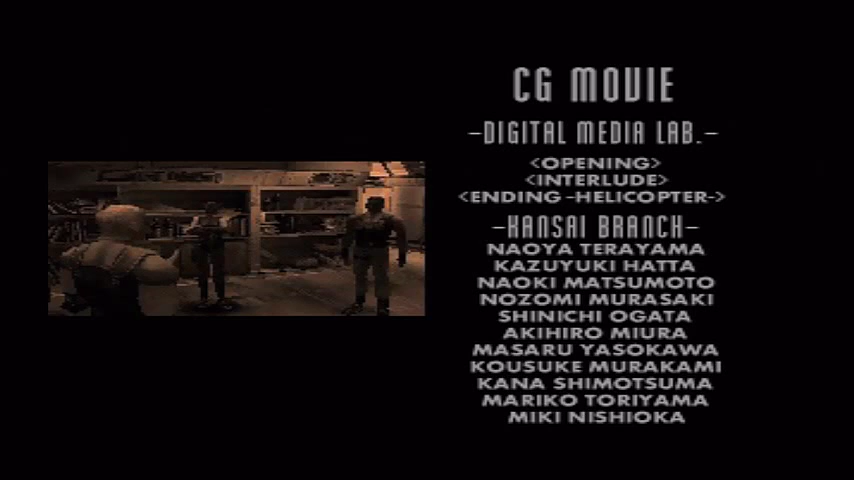 CG MOVIE
-DIGITAL MEDIA LAB.-
<OPENING>
<INTERLUDE>
<ENDING -HELICOPTER->
-KANSAI BRANCH-
NAOYA TERAYAMA
KAZUYUKI HATTA
NAOKI MATSUMOTO
NOZOMI MURASAKI
SHINICHI OGATA
AKIHIRO MIURA
MASARU YASOKAWA
KOUSUKE MURAKAMI
KANA SHIMOTSUMA
MARIKO TORIYAMA
MIKI NISHIOKA